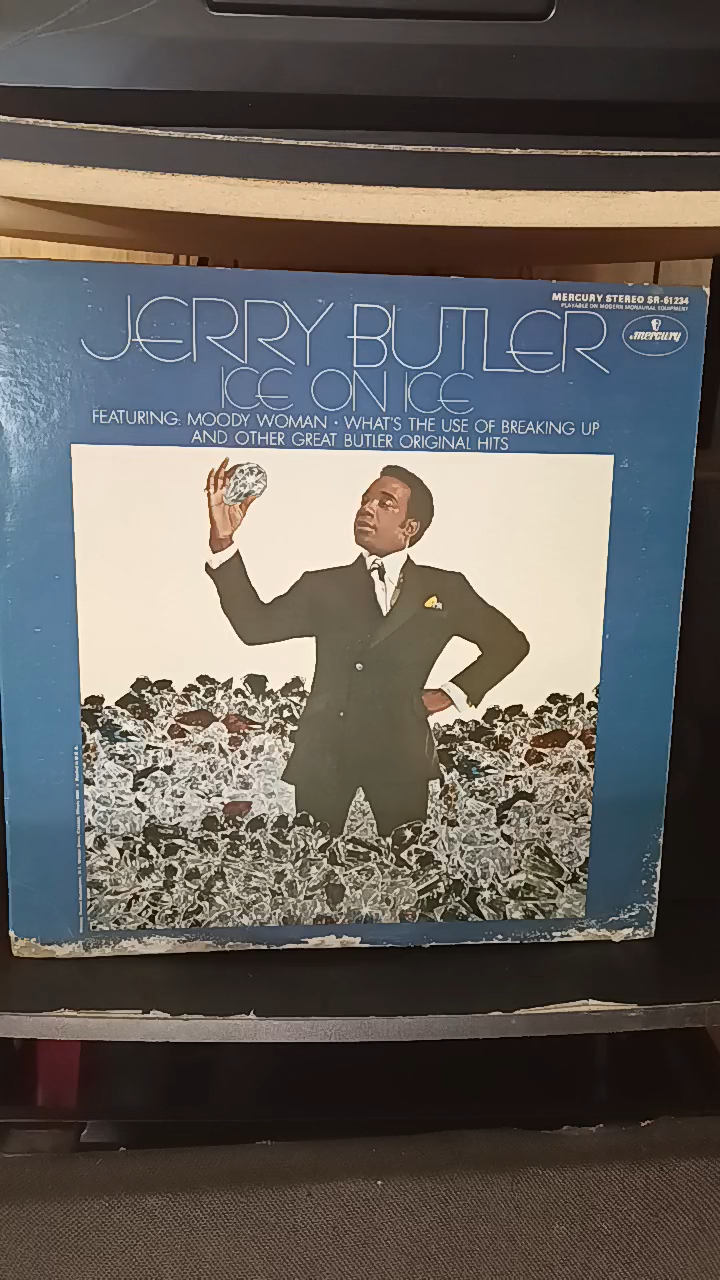 MERCURY STEREO SR-61234
PLAYABLE ON MODERN MONAURAL EQUIPMENT
JERRY BUTLER
mercury
ICE ON ICE
FEATURING: MOODY WOMAN • WHAT'S THE USE OF BREAKING UP
AND OTHER GREAT BUTLER ORIGINAL HITS